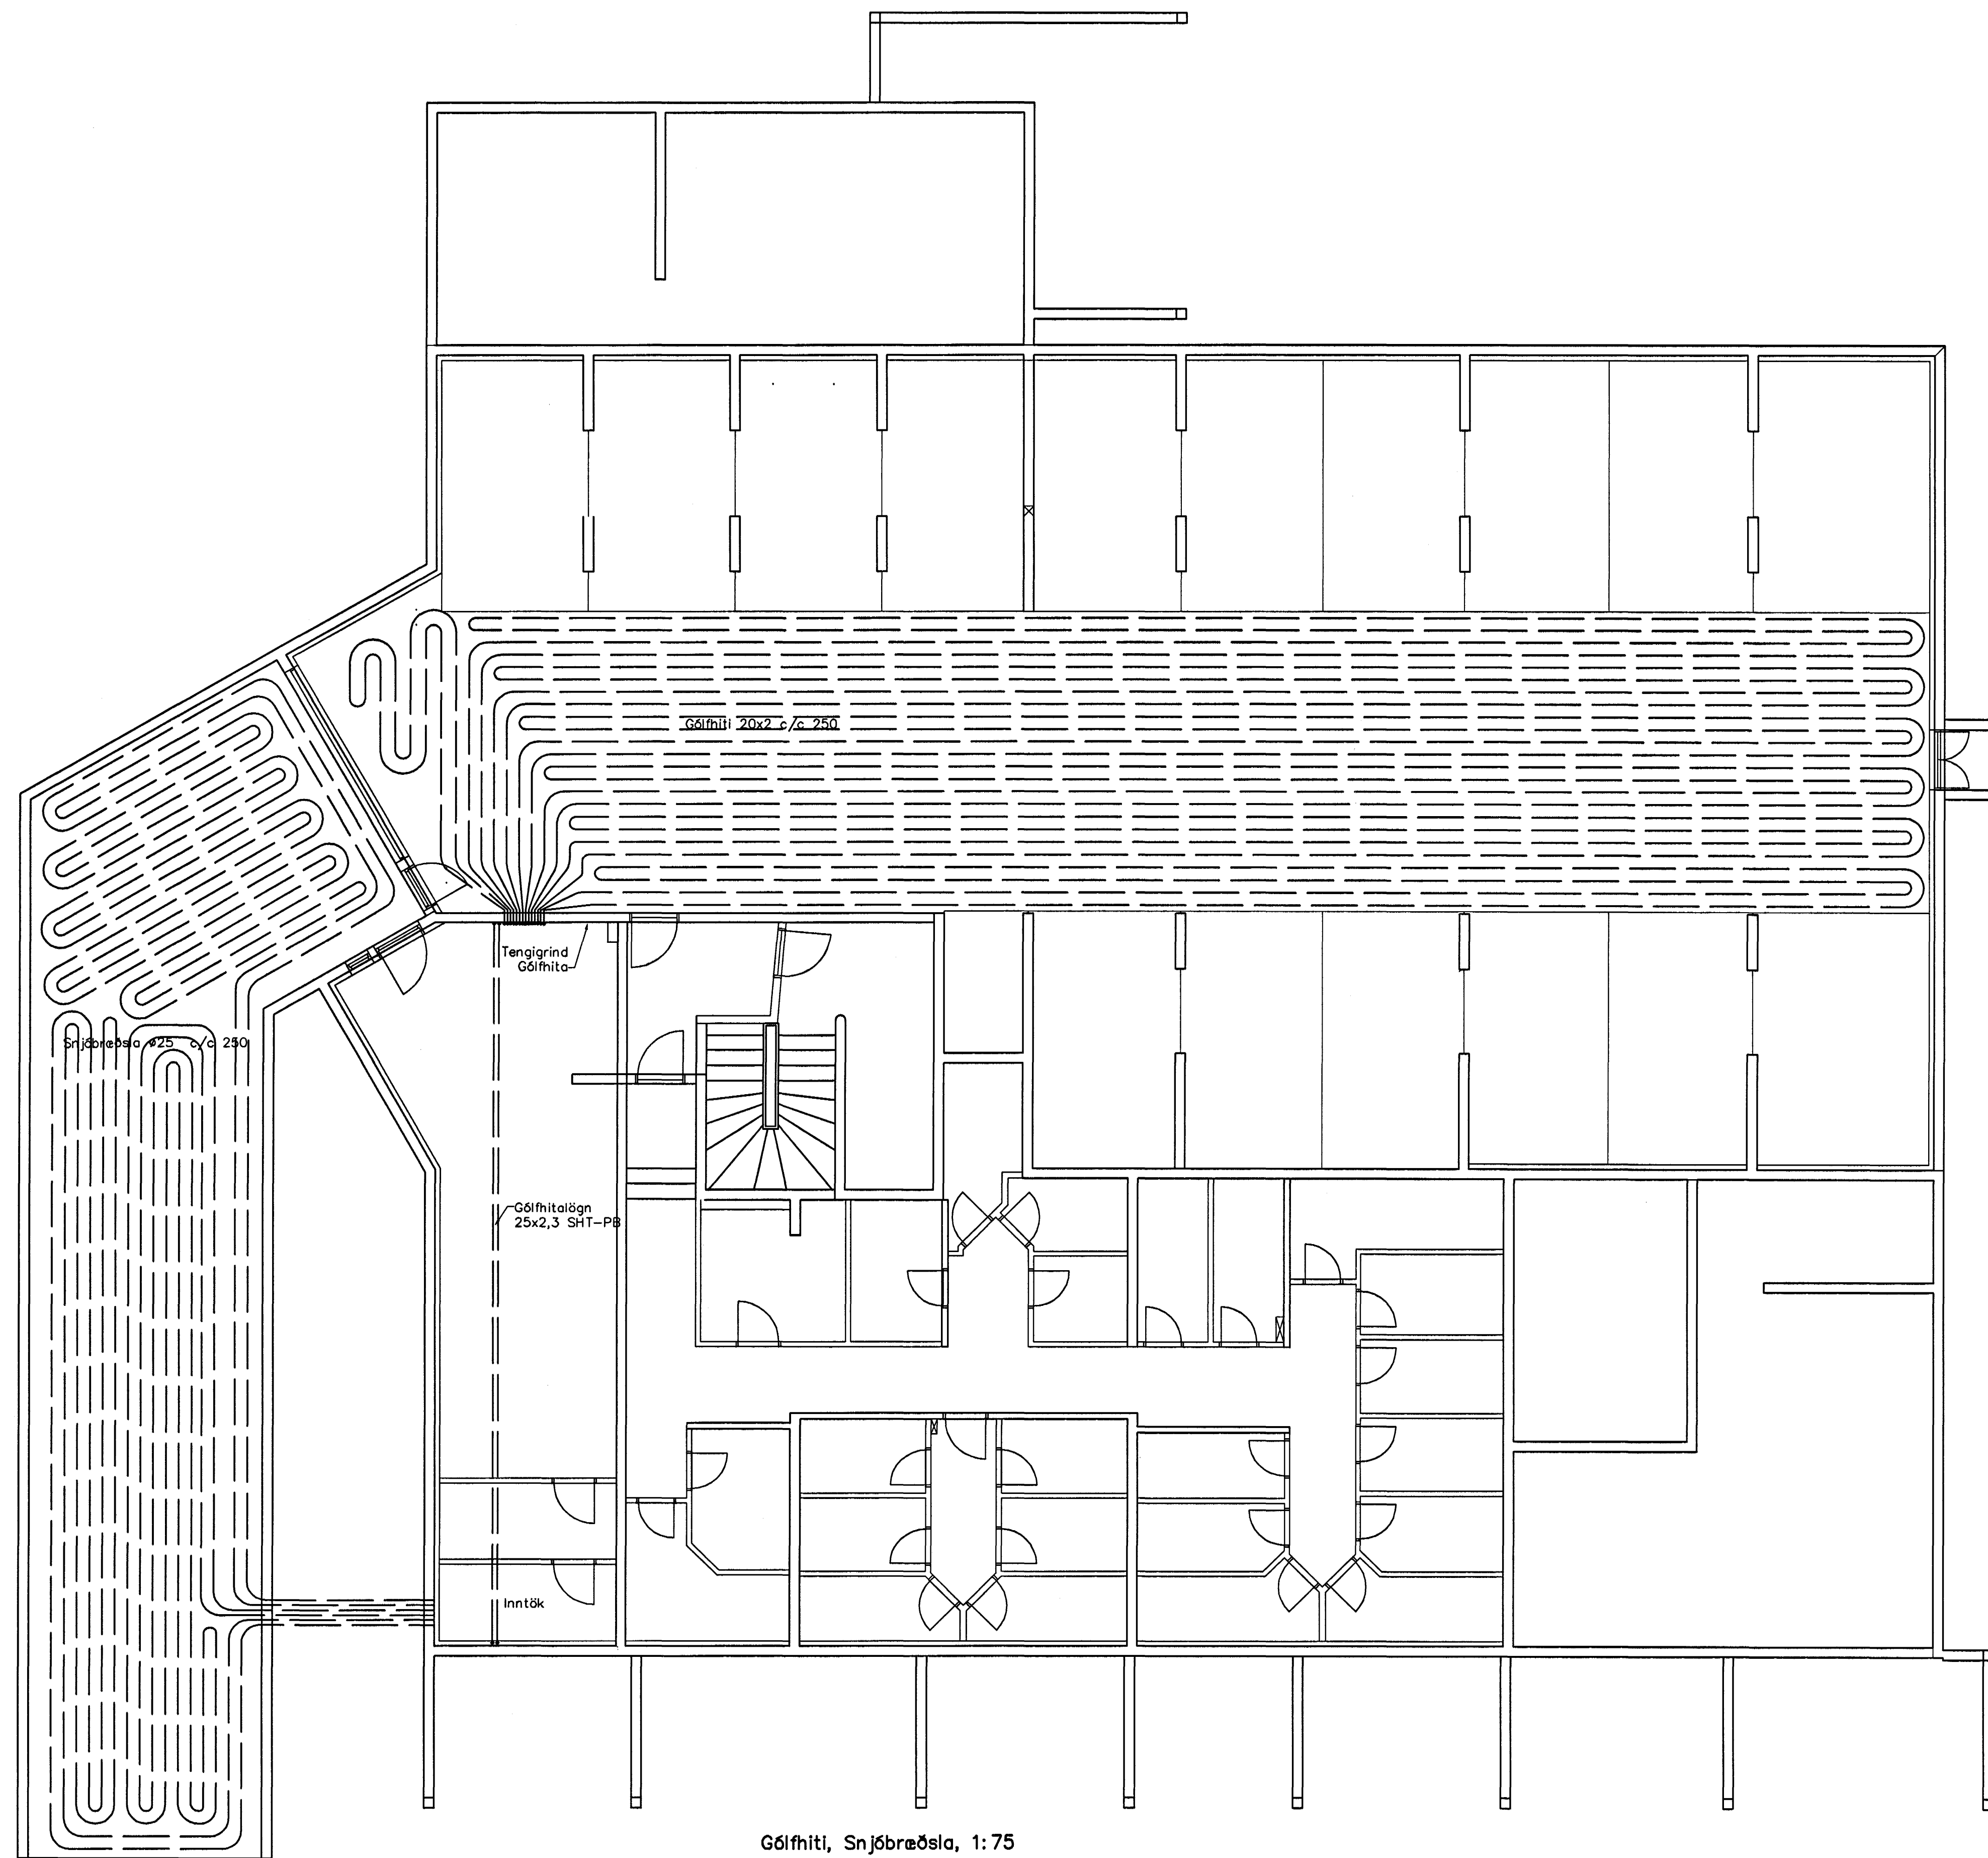 Gólfhiti 20x2 c/c 250
Tengigrind
Gólfhita
Snjóbræðsla ø25 c/c 250
Gólfhitalögn
25x2,3 SHT-PB
Inntök
Gólfhiti, Snjóbræðsla, 1:75